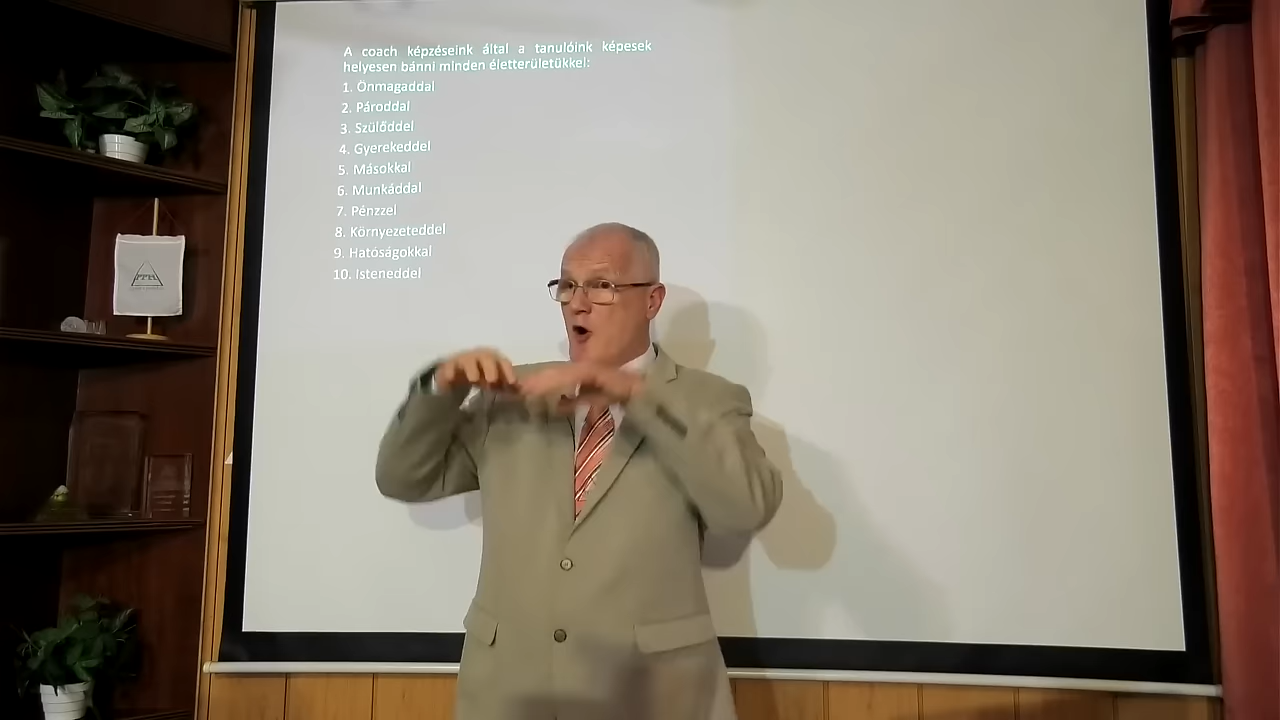 A coach képzéseink által a tanulóink képesek
helyesen bánni minden életterületükkel:
1. Önmagaddal
2. Pároddal
3. Szülőddel
4. Gyerekeddel
5. Másokkal
6. Munkáddal
7. Pénzzel
8. Környezeteddel
9. Hatóságokkal
10. Isteneddel